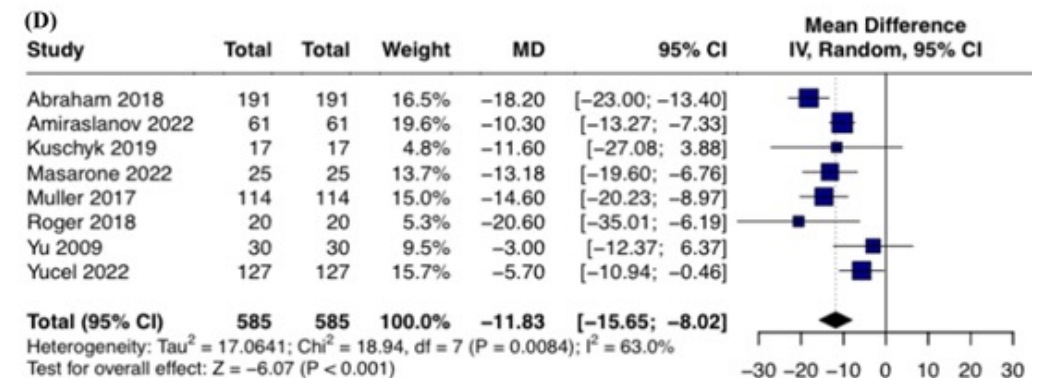 (D)
Mean Difference
Study Total Total Weight MD 95% CI IV, Random, 95% CI
Abraham 2018 191 191 16.5% −18.20 [−23.00; −13.40]
Amiraslanov 2022 61 61 19.6% −10.30 [−13.27; −7.33]
Kuschyk 2019 17 17 4.8% −11.60 [−27.08; 3.88]
Masarone 2022 25 25 13.7% −13.18 [−19.60; −6.76]
Muller 2017 114 114 15.0% −14.60 [−20.23; −8.97]
Roger 2018 20 20 5.3% −20.60 [−35.01; −6.19]
Yu 2009 30 30 9.5% −3.00 [−12.37; 6.37]
Yucel 2022 127 127 15.7% −5.70 [−10.94; −0.46]
Total (95% CI) 585 585 100.0% −11.83 [−15.65; −8.02]
Heterogeneity: Tau² = 17.0641; Chi² = 18.94, df = 7 (P = 0.0084); I² = 63.0%
Test for overall effect: Z = −6.07 (P < 0.001)
−30 −20 −10 0 10 20 30